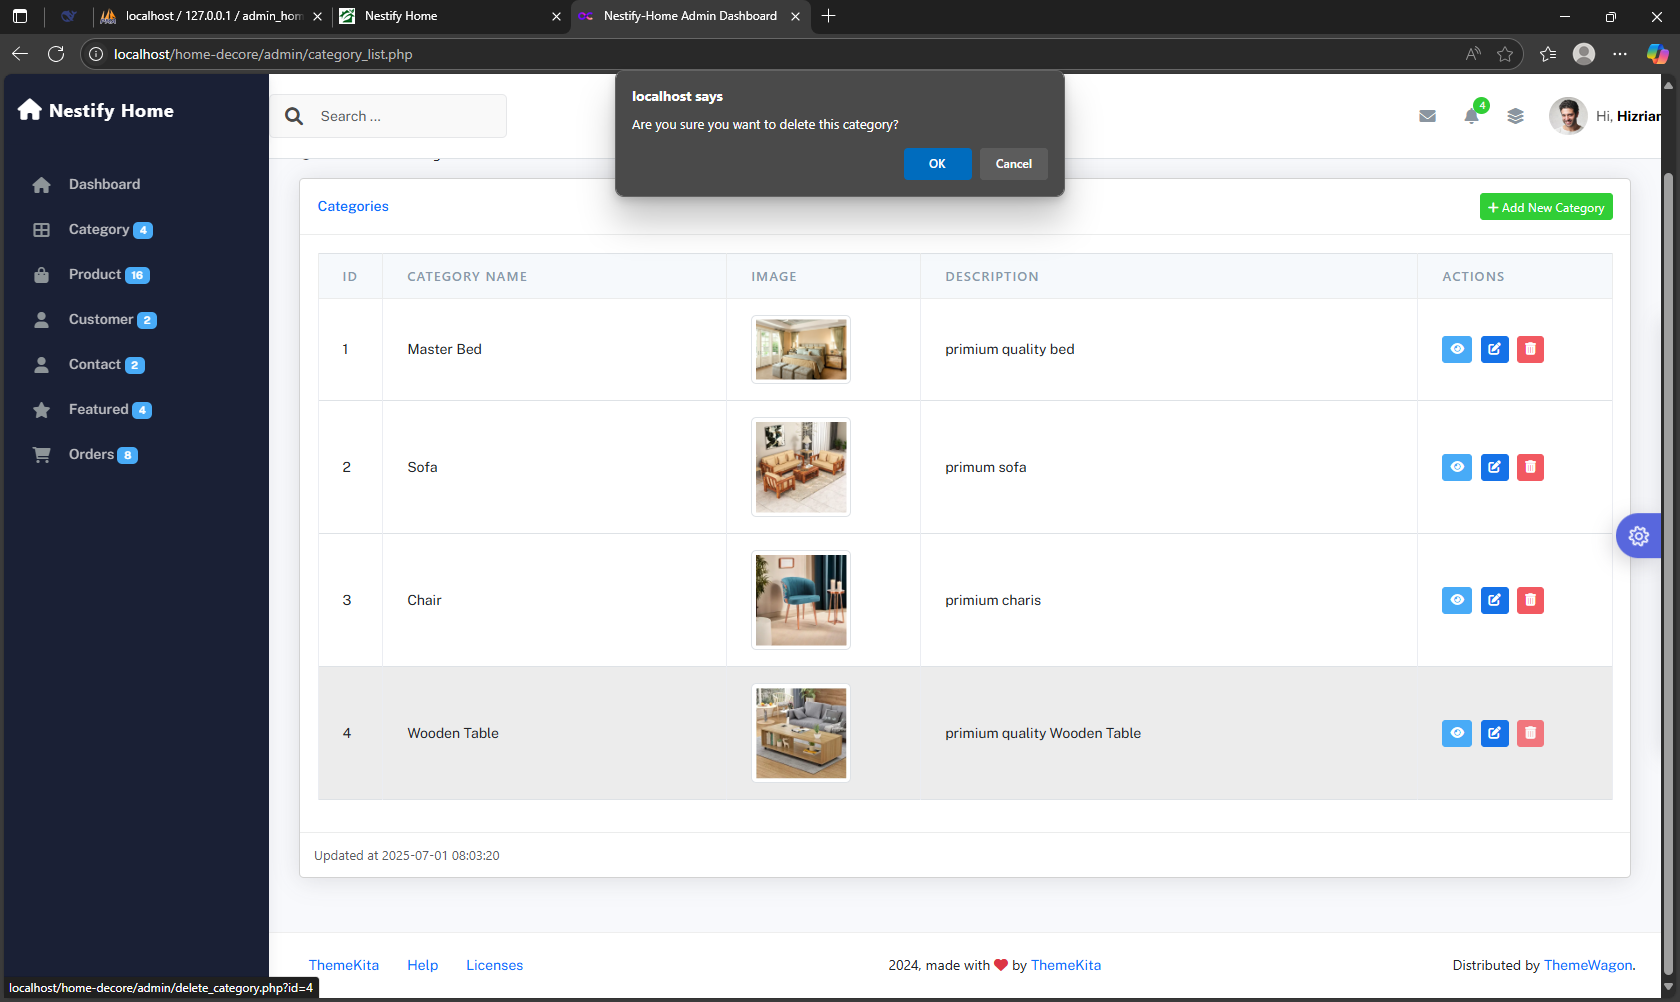 localhost / 127.0.0.1 / admin_hom
Nestify Home
Nestify-Home Admin Dashboard
localhost/home-decore/admin/category_list.php
Nestify Home
Search ...
localhost says
Are you sure you want to delete this category?
OK
Cancel
4
Hi, Hizrian
Dashboard
Category 4
Product 16
Customer 2
Contact 2
Featured 4
Orders 8
Categories
+ Add New Category
ID CATEGORY NAME IMAGE DESCRIPTION ACTIONS
1 Master Bed primium quality bed
2 Sofa primum sofa
3 Chair primium charis
4 Wooden Table primium quality Wooden Table
Updated at 2025-07-01 08:03:20
ThemeKita Help Licenses
2024, made with ❤ by ThemeKita
Distributed by ThemeWagon.
localhost/home-decore/admin/delete_category.php?id=4